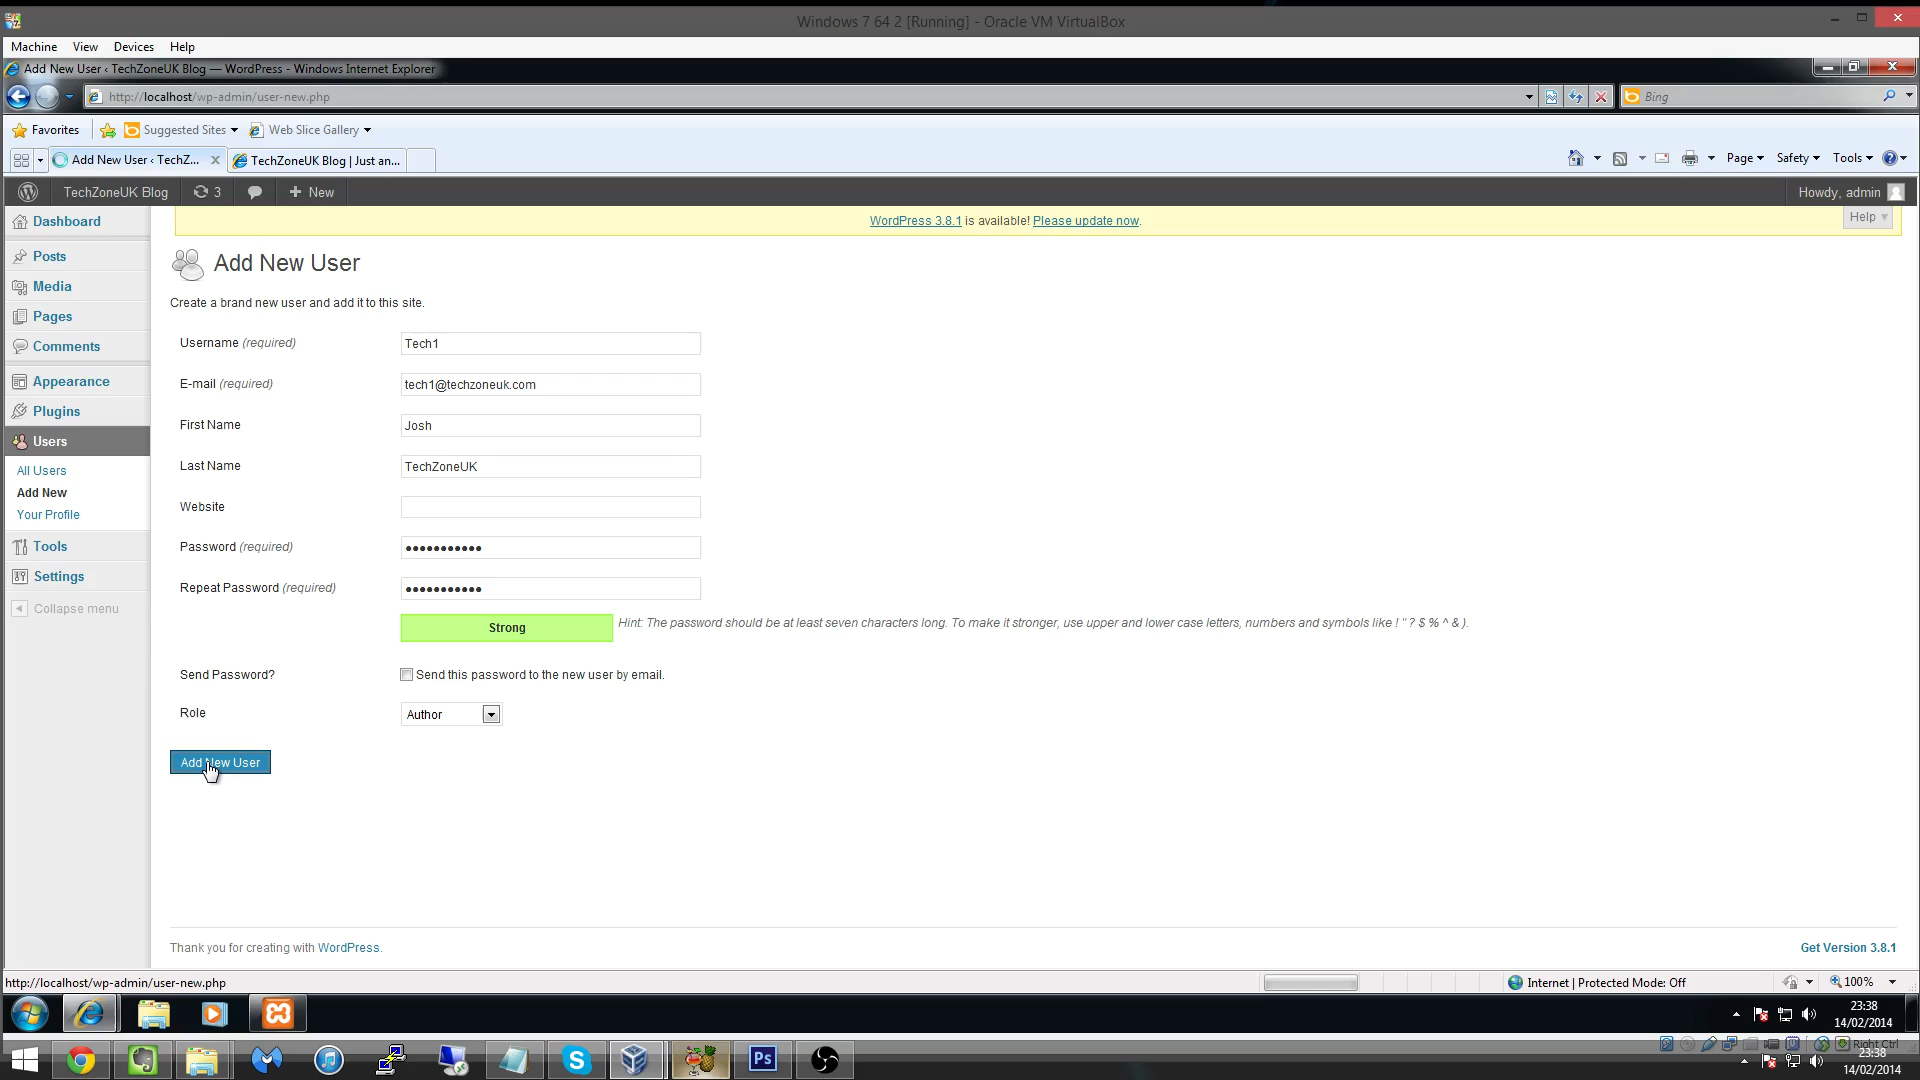 Windows 7 64 2 [Running] - Oracle VM VirtualBox
Machine View Devices Help
Add New User ‹ TechZoneUK Blog — WordPress - Windows Internet Explorer
http://localhost/wp-admin/user-new.php
Bing
Favorites Suggested Sites Web Slice Gallery
Add New User ‹ TechZ... TechZoneUK Blog | Just an...
Page Safety Tools
TechZoneUK Blog 3 New Howdy, admin
Dashboard
WordPress 3.8.1 is available! Please update now.
Help
Posts
Media
Pages
Comments
Appearance
Plugins
Users
All Users
Add New
Your Profile
Tools
Settings
Collapse menu
Add New User
Create a brand new user and add it to this site.
Username (required) Tech1
E-mail (required) tech1@techzoneuk.com
First Name Josh
Last Name TechZoneUK
Website
Password (required) •••••••••••
Repeat Password (required) •••••••••••
Strong
Hint: The password should be at least seven characters long. To make it stronger, use upper and lower case letters, numbers and symbols like ! " ? $ % ^ & ).
Send Password? Send this password to the new user by email.
Role Author
Add New User
Thank you for creating with WordPress.
Get Version 3.8.1
http://localhost/wp-admin/user-new.php
Internet | Protected Mode: Off
100%
23:38
14/02/2014
Ps
Right Ctrl
23:38
14/02/2014